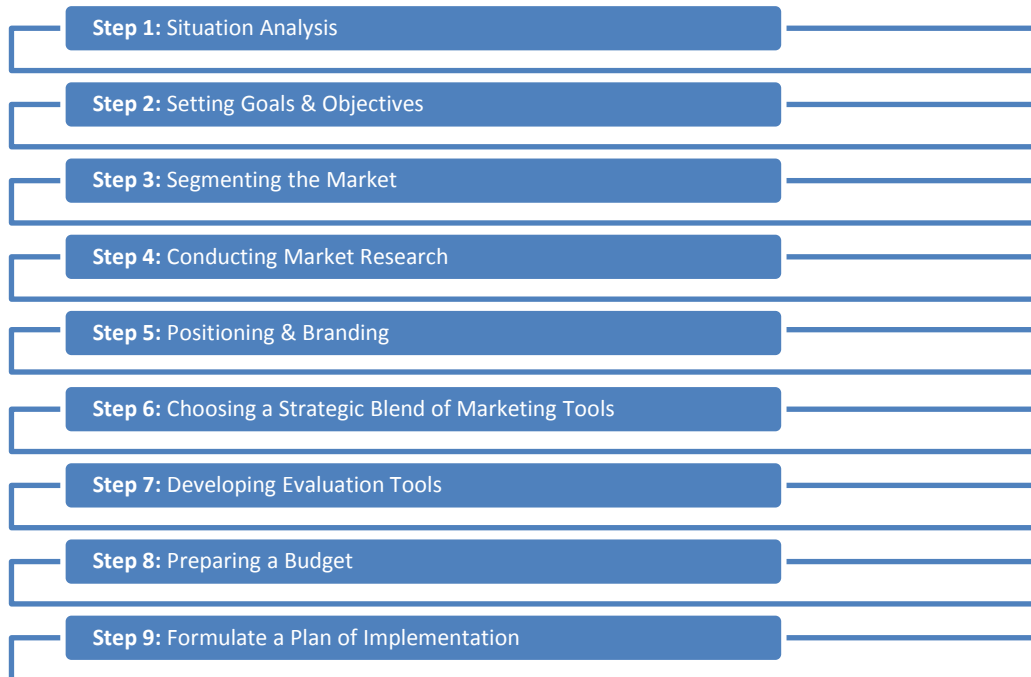 Step 1: Situation Analysis
Step 2: Setting Goals & Objectives
Step 3: Segmenting the Market
Step 4: Conducting Market Research
Step 5: Positioning & Branding
Step 6: Choosing a Strategic Blend of Marketing Tools
Step 7: Developing Evaluation Tools
Step 8: Preparing a Budget
Step 9: Formulate a Plan of Implementation